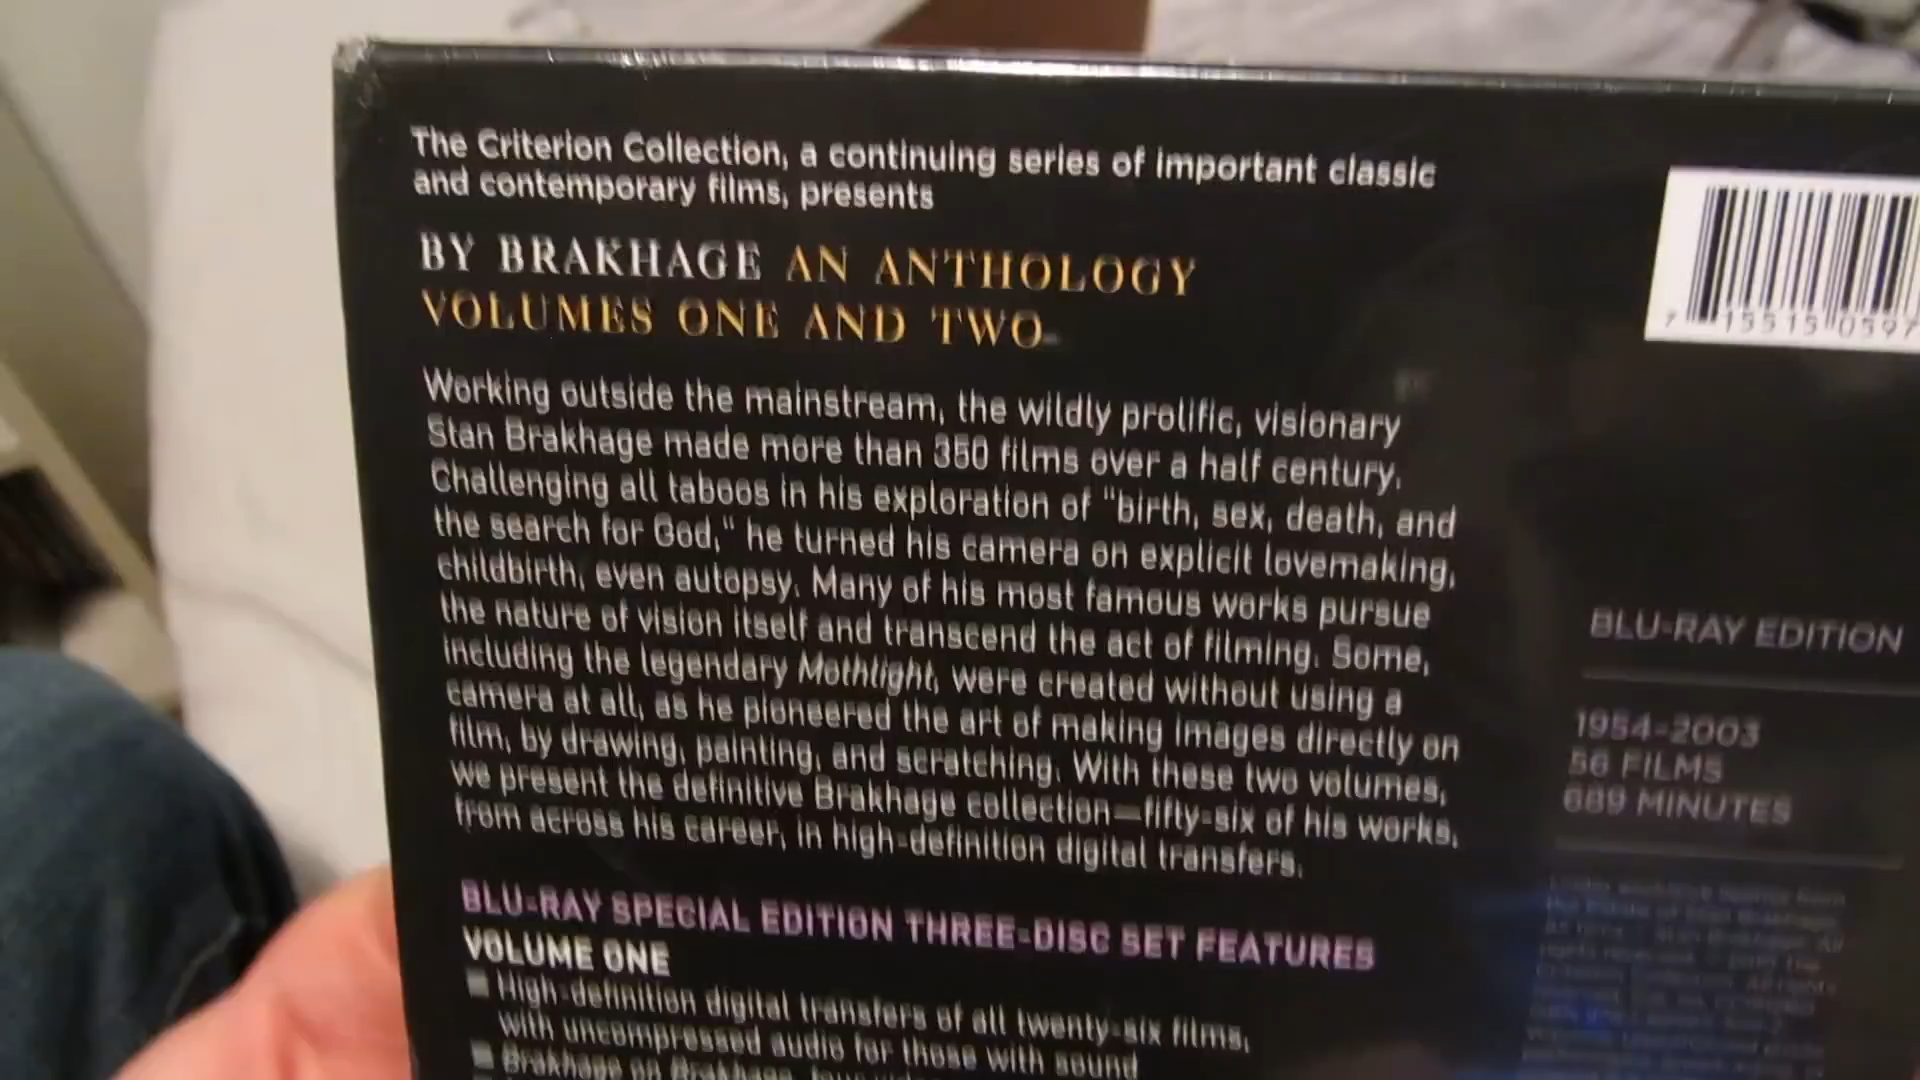 The Criterion Collection, a continuing series of important classic
and contemporary films, presents
BY BRAKHAGE AN ANTHOLOGY
VOLUMES ONE AND TWO
Working outside the mainstream, the wildly prolific, visionary
Stan Brakhage made more than 350 films over a half century.
Challenging all taboos in his exploration of "birth, sex, death, and
the search for God," he turned his camera on explicit lovemaking,
childbirth, even autopsy. Many of his most famous works pursue
the nature of vision itself and transcend the act of filming. Some,
including the legendary Mothlight, were created without using a
camera at all, as he pioneered the art of making images directly on
film, by drawing, painting, and scratching. With these two volumes,
we present the definitive Brakhage collection—fifty-six of his works,
from across his career, in high-definition digital transfers.
BLU-RAY SPECIAL EDITION THREE-DISC SET FEATURES
VOLUME ONE
■ High-definition digital transfers of all twenty-six films,
with uncompressed audio for those with sound
■ Brakhage on Brakhage, four
7 15515 0597
BLU-RAY EDITION
1954-2003
56 FILMS
689 MINUTES